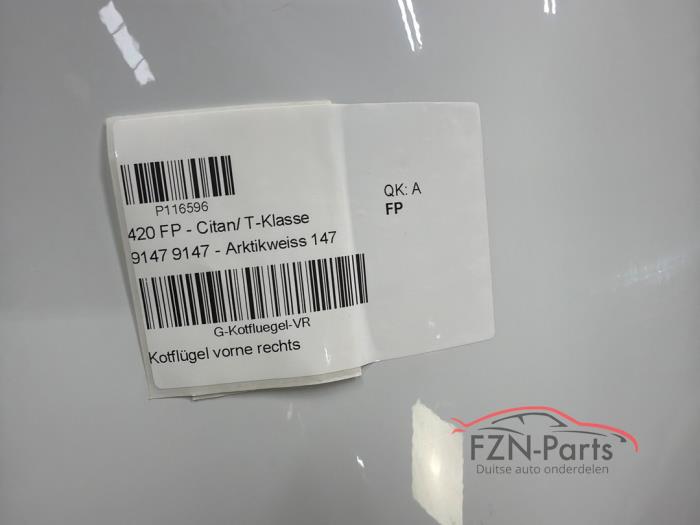 P116596
420 FP - Citan/ T-Klasse
9147 9147 - Arktikweiss 147
G-Kotfluegel-VR
Kotflügel vorne rechts
QK: A
FP
FZN-Parts
Duitse auto onderdelen